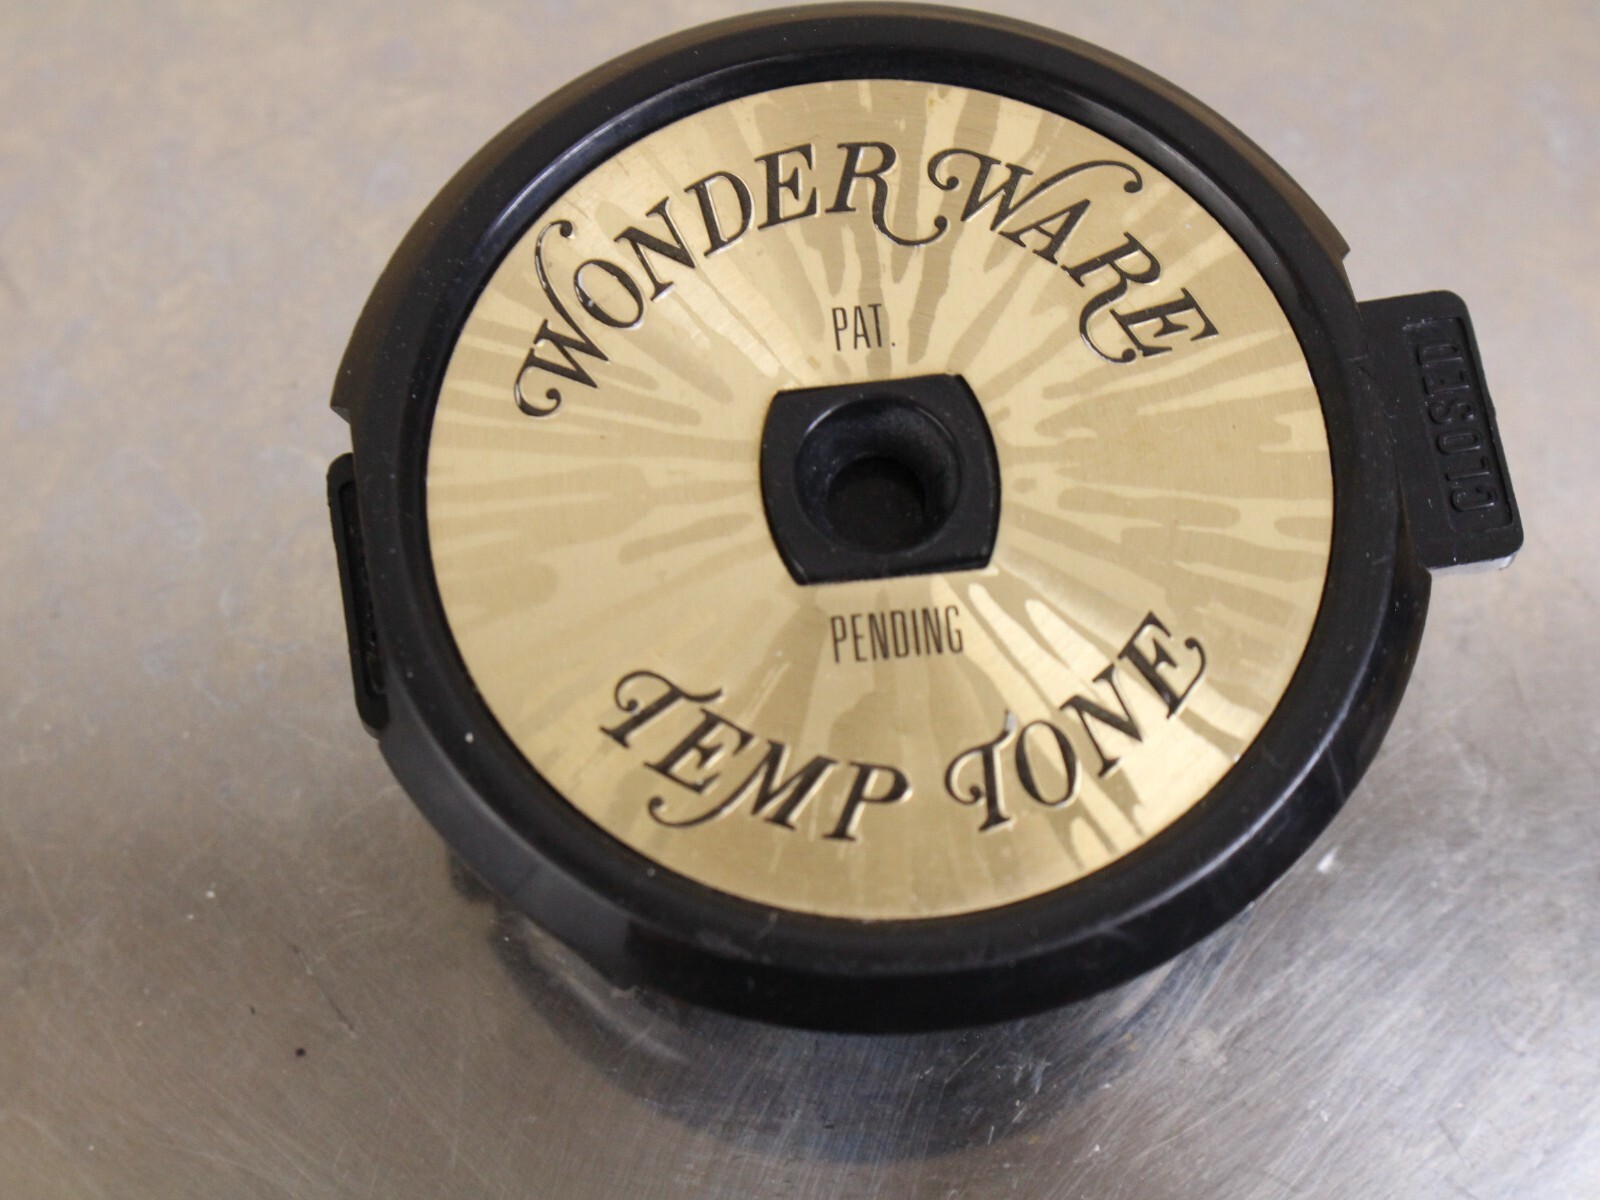 WONDER WARE
PAT.
PENDING
TEMP TONE
CLOSED